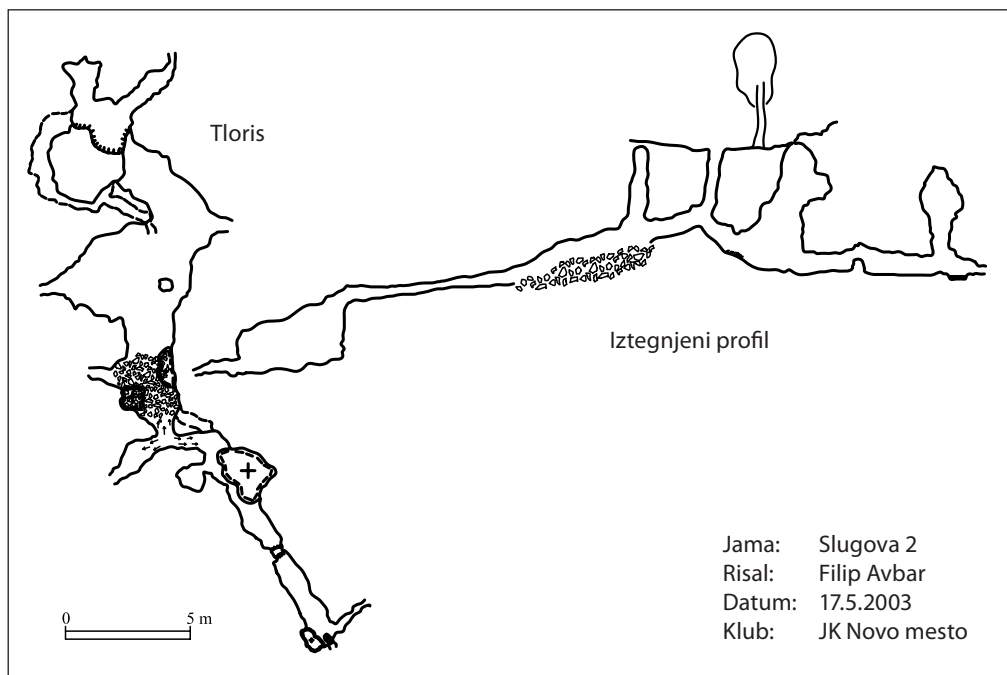 Tloris
Iztegnjeni profil
Jama: Slugova 2
Risal: Filip Avbar
Datum: 17.5.2003
Klub: JK Novo mesto
0 5 m